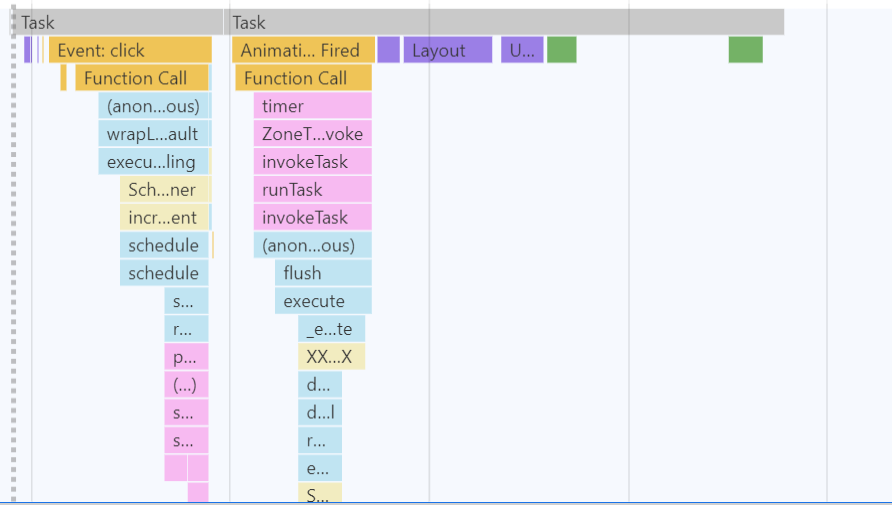 Task Task
Event: click Animati... Fired Layout U...
Function Call Function Call
(anon...ous) timer
wrapL...ault ZoneT...voke
execu...ling invokeTask
Sch...ner runTask
incr...ent invokeTask
schedule (anon...ous)
schedule flush
s... execute
r... _e...te
p... XX...X
(...) d...
s... d...l
s... r...
e...
S...